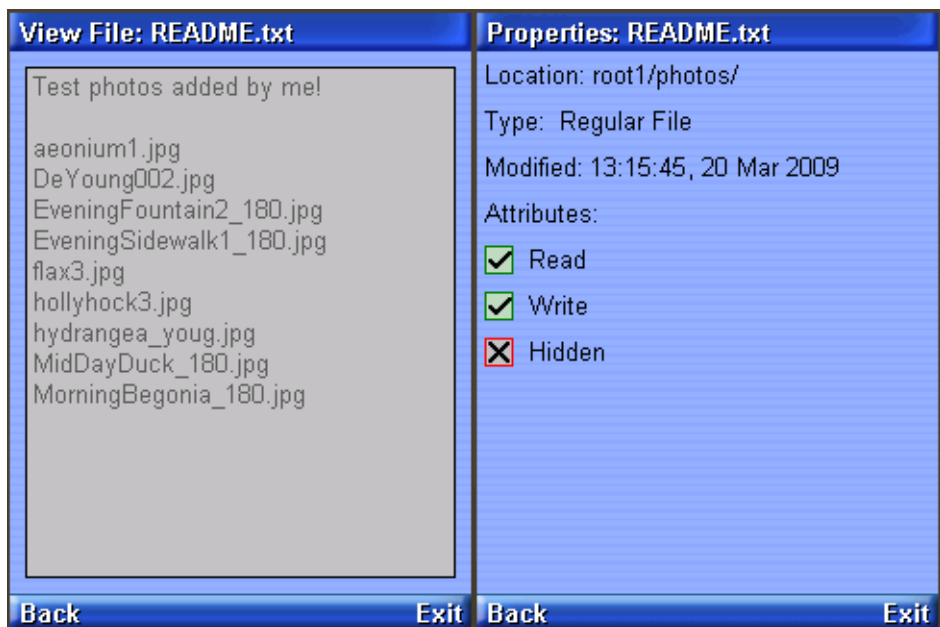 View File: README.txt
Test photos added by me!
aeonium1.jpg
DeYoung002.jpg
EveningFountain2_180.jpg
EveningSidewalk1_180.jpg
flax3.jpg
hollyhock3.jpg
hydrangea_youg.jpg
MidDayDuck_180.jpg
MorningBegonia_180.jpg
Back Exit
Properties: README.txt
Location: root1/photos/
Type: Regular File
Modified: 13:15:45, 20 Mar 2009
Attributes:
Read
Write
Hidden
Back Exit